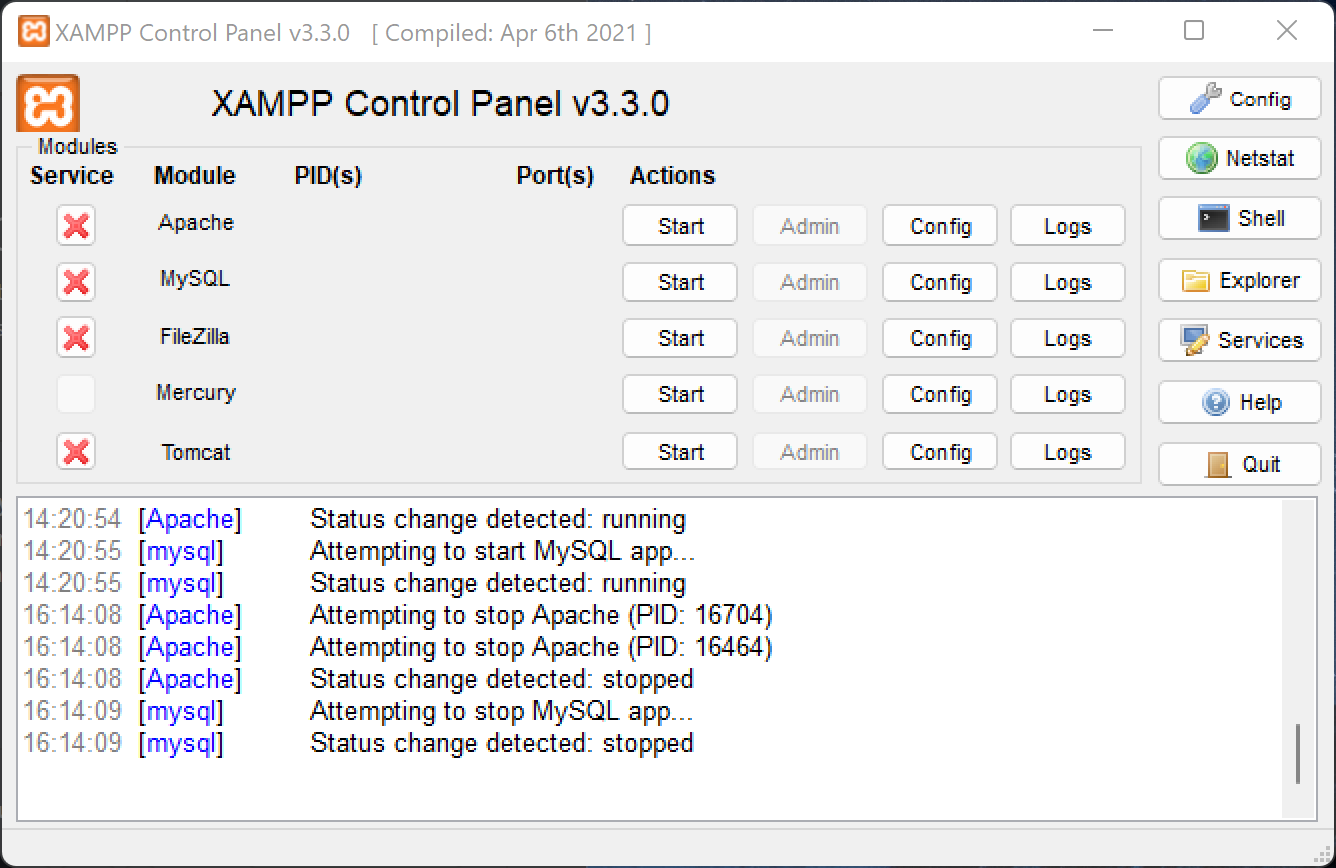 XAMPP Control Panel v3.3.0 [ Compiled: Apr 6th 2021 ]
XAMPP Control Panel v3.3.0
Config
Modules
Netstat
Service Module PID(s) Port(s) Actions
Apache Start Admin Config Logs
Shell
MySQL Start Admin Config Logs
Explorer
FileZilla Start Admin Config Logs
Services
Mercury Start Admin Config Logs
Help
Tomcat Start Admin Config Logs
Quit
14:20:54 [Apache] Status change detected: running
14:20:55 [mysql] Attempting to start MySQL app...
14:20:55 [mysql] Status change detected: running
16:14:08 [Apache] Attempting to stop Apache (PID: 16704)
16:14:08 [Apache] Attempting to stop Apache (PID: 16464)
16:14:08 [Apache] Status change detected: stopped
16:14:09 [mysql] Attempting to stop MySQL app...
16:14:09 [mysql] Status change detected: stopped